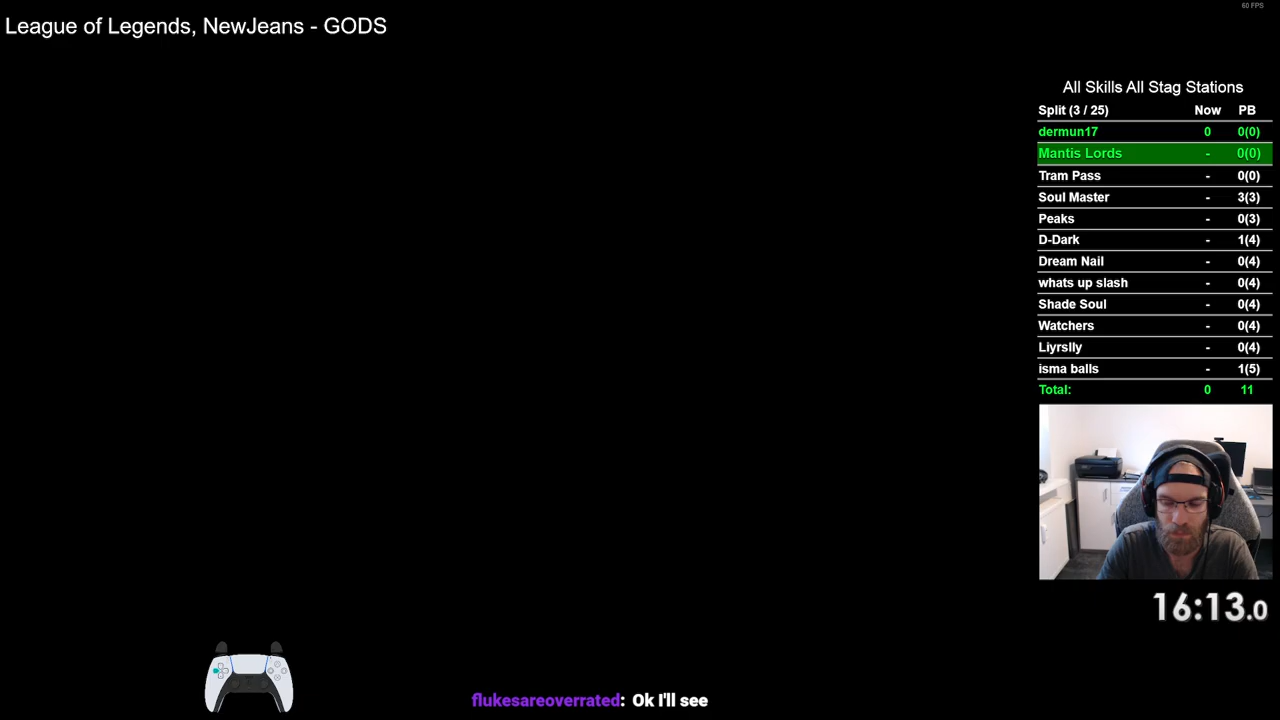 60 FPS
League of Legends, NewJeans - GODS
All Skills All Stag Stations
Split (3 / 25) Now PB
dermun17 0 0(0)
Mantis Lords - 0(0)
Tram Pass - 0(0)
Soul Master - 3(3)
Peaks - 0(3)
D-Dark - 1(4)
Dream Nail - 0(4)
whats up slash - 0(4)
Shade Soul - 0(4)
Watchers - 0(4)
Liyrslly - 0(4)
isma balls - 1(5)
Total: 0 11
16:13.0
flukesareoverrated: Ok I'll see